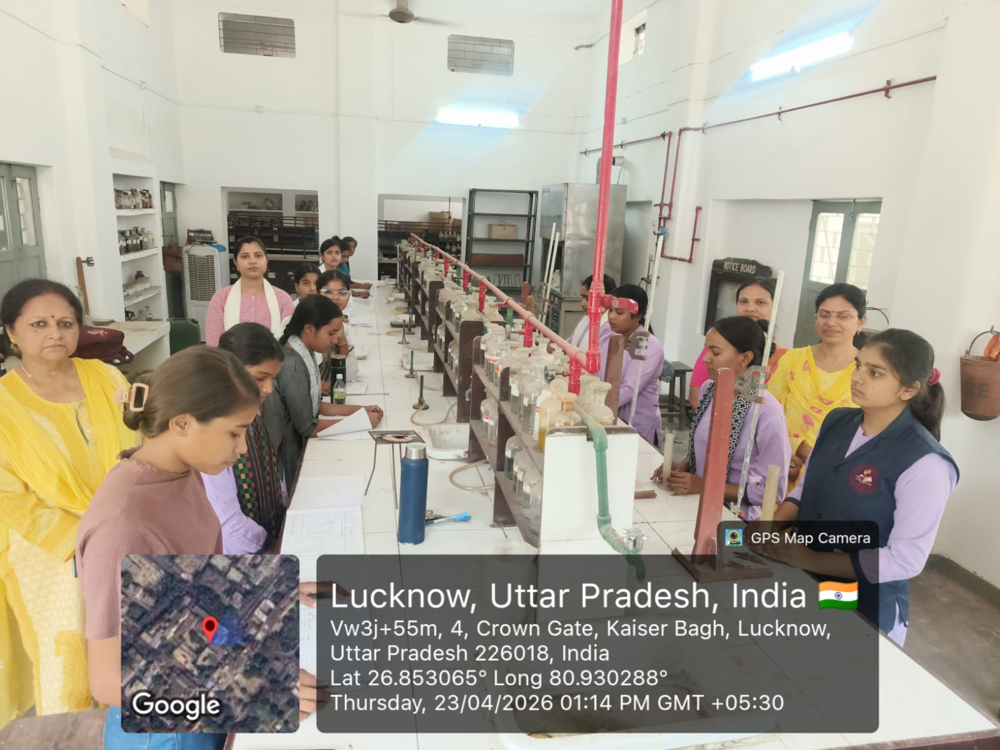 NOTICE BOARD
GPS Map Camera
Lucknow, Uttar Pradesh, India
Vw3j+55m, 4, Crown Gate, Kaiser Bagh, Lucknow,
Uttar Pradesh 226018, India
Lat 26.853065° Long 80.930288°
Thursday, 23/04/2026 01:14 PM GMT +05:30
Google